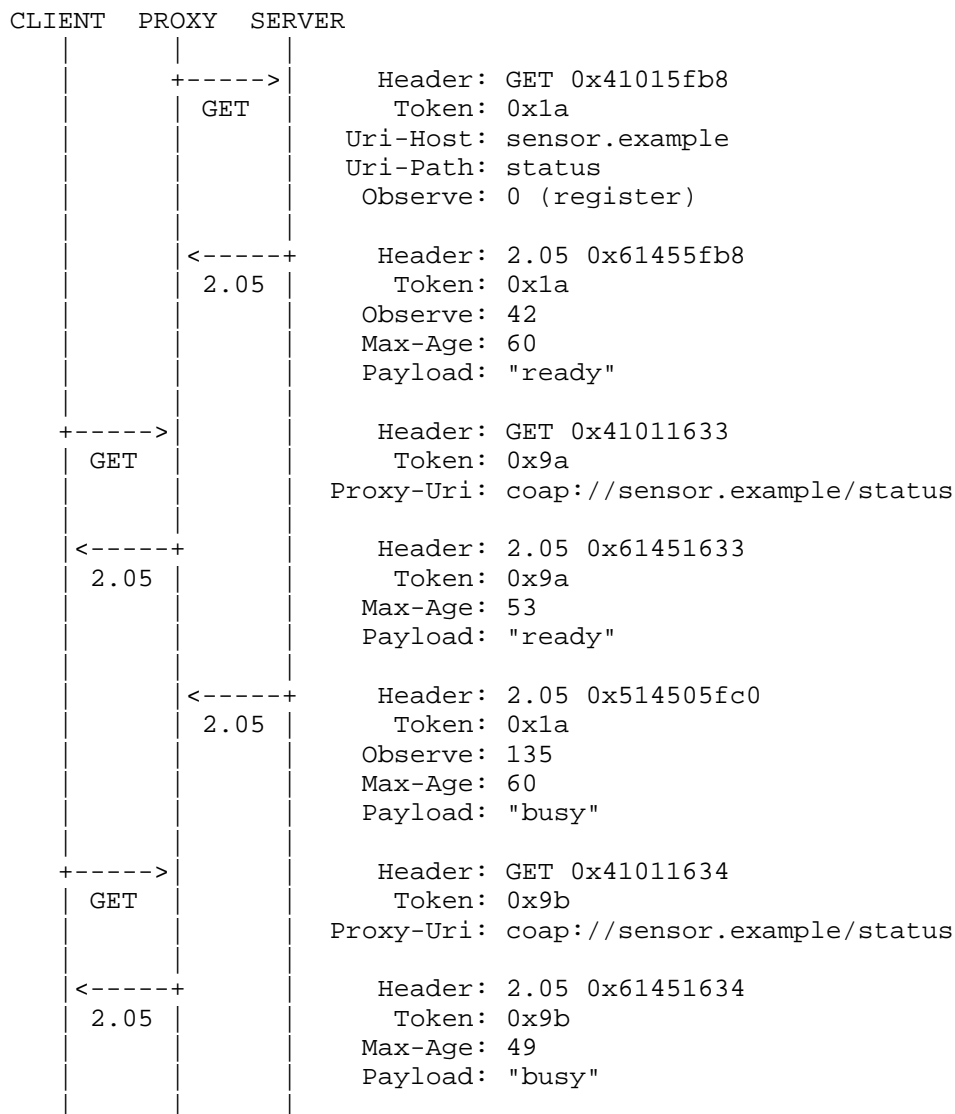 CLIENT PROXY SERVER
| | |
| +----->| Header: GET 0x41015fb8
| | GET | Token: 0x1a
| | | Uri-Host: sensor.example
| | | Uri-Path: status
| | | Observe: 0 (register)
| | |
| |<-----+ Header: 2.05 0x61455fb8
| | 2.05 | Token: 0x1a
| | | Observe: 42
| | | Max-Age: 60
| | | Payload: "ready"
| | |
+----->| | Header: GET 0x41011633
| GET | | Token: 0x9a
| | | Proxy-Uri: coap://sensor.example/status
| | |
|<-----+ | Header: 2.05 0x61451633
| 2.05 | | Token: 0x9a
| | | Max-Age: 53
| | | Payload: "ready"
| | |
| |<-----+ Header: 2.05 0x514505fc0
| | 2.05 | Token: 0x1a
| | | Observe: 135
| | | Max-Age: 60
| | | Payload: "busy"
| | |
+----->| | Header: GET 0x41011634
| GET | | Token: 0x9b
| | | Proxy-Uri: coap://sensor.example/status
| | |
|<-----+ | Header: 2.05 0x61451634
| 2.05 | | Token: 0x9b
| | | Max-Age: 49
| | | Payload: "busy"
| | |